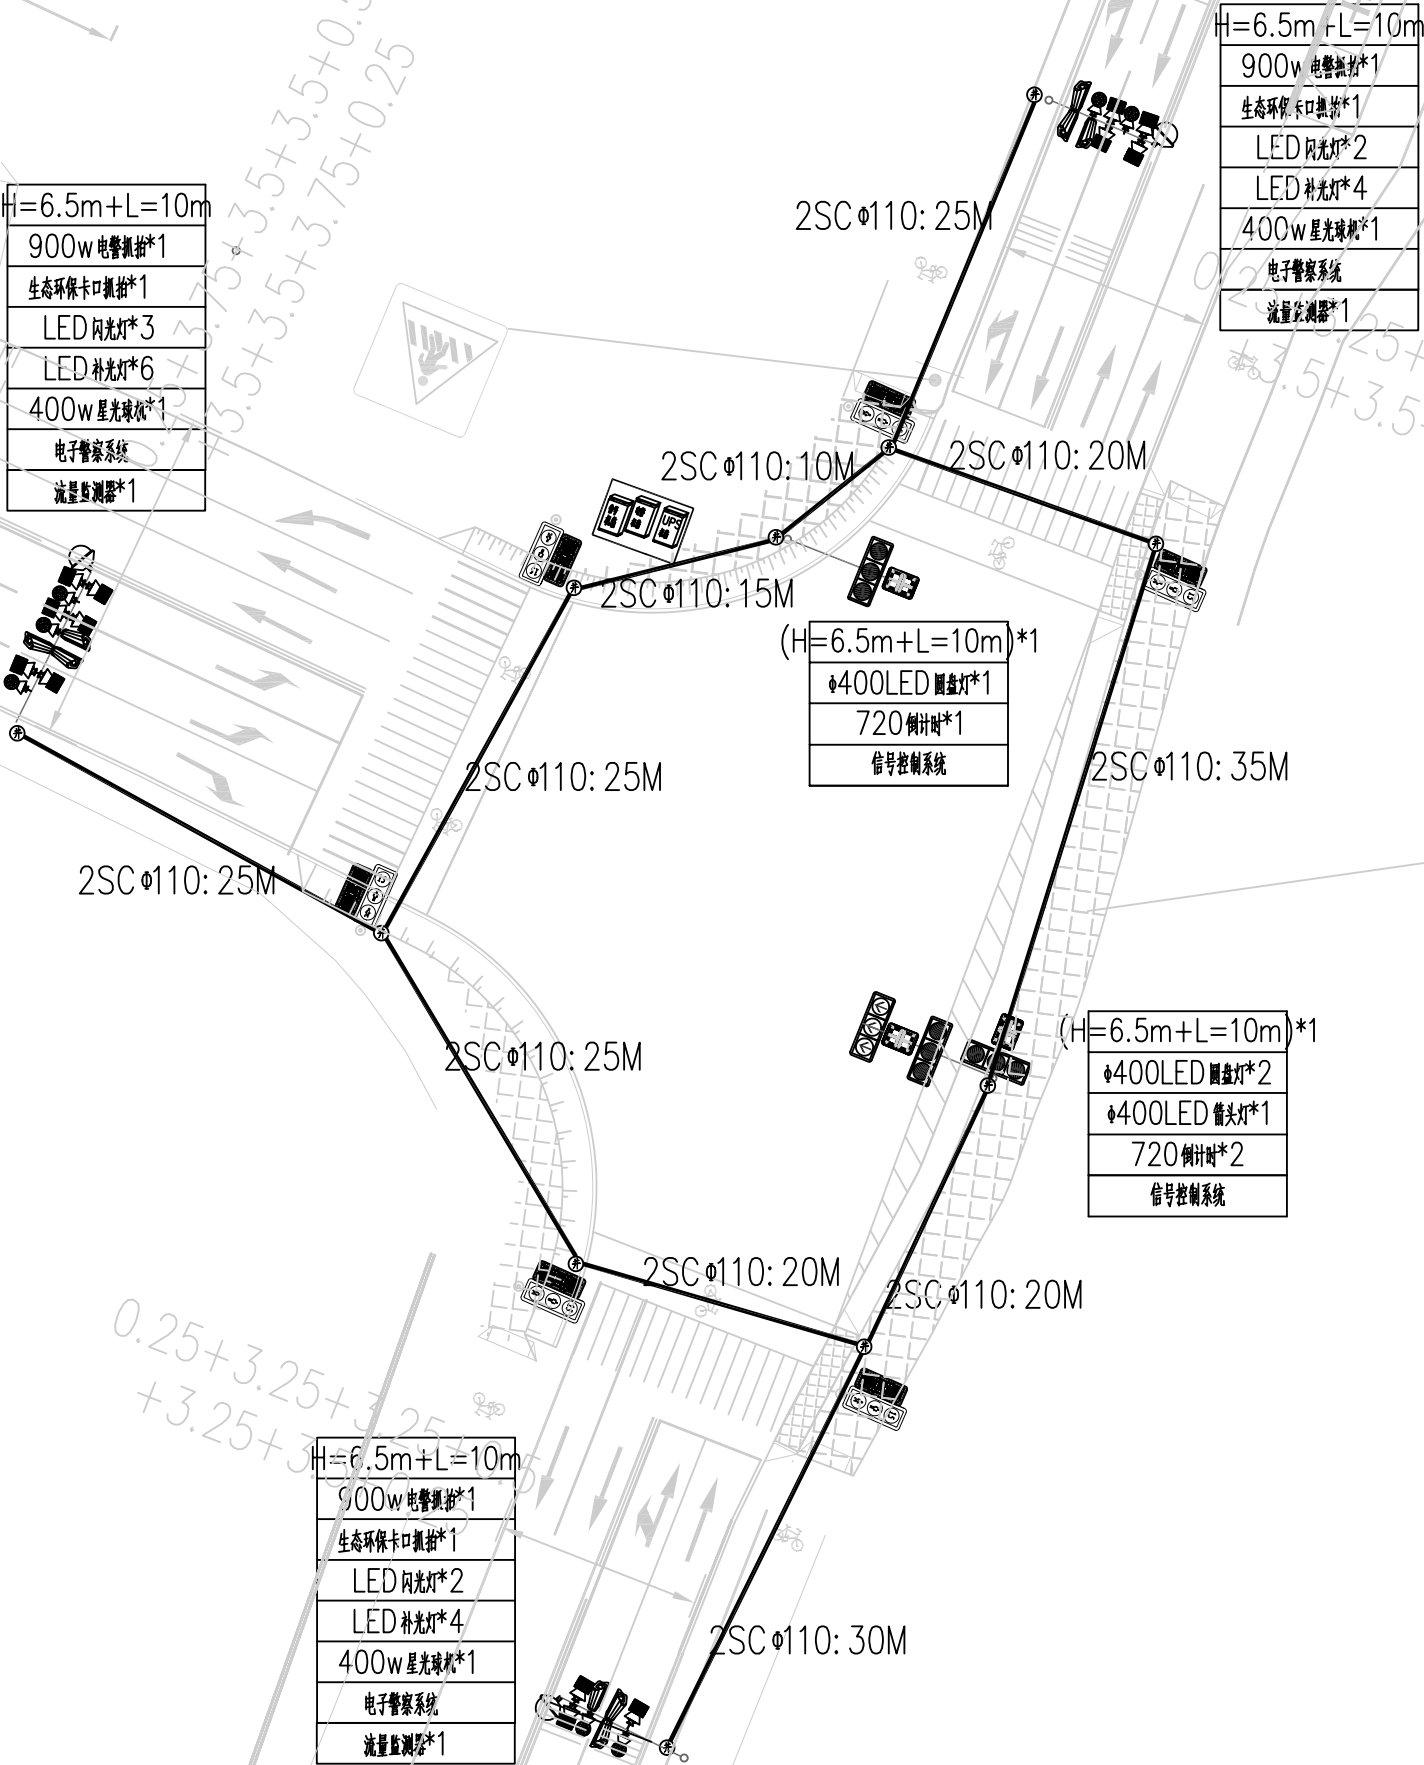 H=6.5m+L=10m
900w电警抓拍*1
生态环保卡口抓拍*1
LED闪光灯*2
LED补光灯*4
400w星光球机*1
电子警察系统
流量监测器*1
2SCΦ110:25M
H=6.5m+L=10m
900w电警抓拍*1
生态环保卡口抓拍*1
LED闪光灯*3
LED补光灯*6
400w星光球机*1
电子警察系统
流量监测器*1
2SCΦ110:10M
2SCΦ110:20M
UPS
2SCΦ110:15M
(H=6.5m+L=10m)*1
Φ400LED圆盘灯*1
720倒计时*1
信号控制系统
2SCΦ110:25M
2SCΦ110:35M
2SCΦ110:25M
2SCΦ110:25M
(H=6.5m+L=10m)*1
Φ400LED圆盘灯*2
Φ400LED箭头灯*1
720倒计时*2
信号控制系统
2SCΦ110:20M
2SCΦ110:20M
0.25+3.25+3.25+0.5
H=6.5m+L=10m
900w电警抓拍*1
生态环保卡口抓拍*1
LED闪光灯*2
LED补光灯*4
400w星光球机*1
电子警察系统
流量监测器*1
2SCΦ110:30M